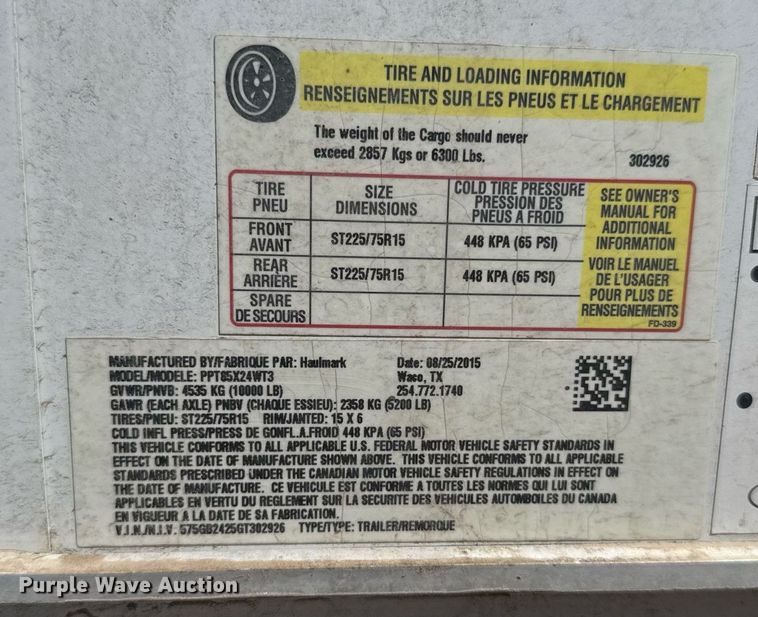 TIRE AND LOADING INFORMATION
RENSEIGNEMENTS SUR LES PNEUS ET LE CHARGEMENT
The weight of the Cargo should never
exceed 2857 Kgs or 6300 Lbs.
302926
TIRE
PNEU
SIZE
DIMENSIONS
COLD TIRE PRESSURE
PRESSION DES
PNEUS A FROID
FRONT
AVANT
ST225/75R15
448 KPA (65 PSI)
REAR
ARRIÈRE
ST225/75R15
448 KPA (65 PSI)
SPARE
DE SECOURS
SEE OWNER'S
MANUAL FOR
ADDITIONAL
INFORMATION
VOIR LE MANUEL
DE L'USAGER
POUR PLUS DE
RENSEIGNEMENTS
FD-339
MANUFACTURED BY/FABRIQUE PAR: Haulmark Date: 08/25/2015
MODEL/MODELE: PPT85X24WT3 Waco, TX
GVWR/PNVB: 4535 KG (10000 LB) 254.772.1740
GAWR (EACH AXLE) PNBV (CHAQUE ESSIEU): 2358 KG (5200 LB)
TIRES/PNEU: ST225/75R15 RIM/JANTED: 15 X 6
COLD INFL PRESS/PRESS DE GONFL.A.FROID 448 KPA (65 PSI)
THIS VEHICLE CONFORMS TO ALL APPLICABLE U.S. FEDERAL MOTOR VEHICLE SAFETY STANDARDS IN
EFFECT ON THE DATE OF MANUFACTURE SHOWN ABOVE. THIS VEHICLE CONFORMS TO ALL APPLICABLE
STANDARDS PRESCRIBED UNDER THE CANADIAN MOTOR VEHICLE SAFETY REGULATIONS IN EFFECT ON
THE DATE OF MANUFACTURE. CE VEHICULE EST CONFORME A TOUTES LES NORMES QUI LUI SONT
APPLICABLES EN VERTU DU REGLEMENT SUR LA SECURITE DES VEHICULES AUTOMBOILES DU CANADA
EN VIGUEUR A LA DATE DE SA FABRICATION.
V.I.N./N.I.V. 575GB2425GT302926 TYPE/TYPE: TRAILER/REMORQUE
Purple Wave Auction